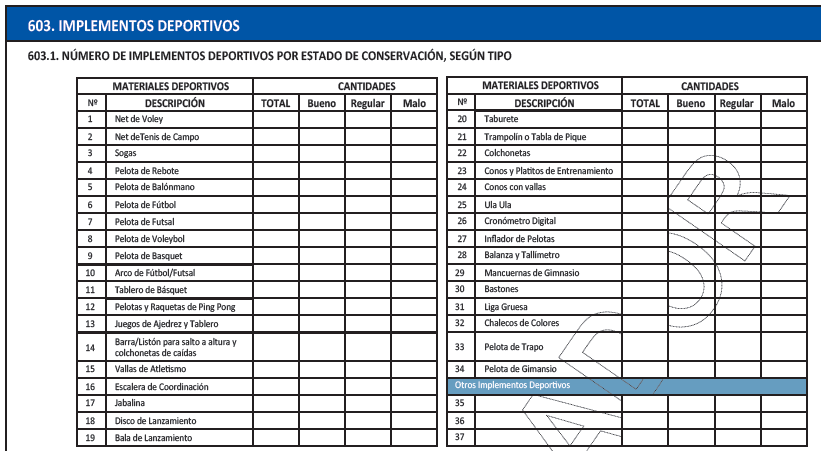 603. IMPLEMENTOS DEPORTIVOS
603.1. NÚMERO DE IMPLEMENTOS DEPORTIVOS POR ESTADO DE CONSERVACIÓN, SEGÚN TIPO
MATERIALES DEPORTIVOS CANTIDADES
Nº DESCRIPCIÓN TOTAL Bueno Regular Malo
1 Net de Voley
2 Net deTenis de Campo
3 Sogas
4 Pelota de Rebote
5 Pelota de Balónmano
6 Pelota de Fútbol
7 Pelota de Futsal
8 Pelota de Voleybol
9 Pelota de Basquet
10 Arco de Fútbol/Futsal
11 Tablero de Básquet
12 Pelotas y Raquetas de Ping Pong
13 Juegos de Ajedrez y Tablero
14 Barra/Listón para salto a altura y
colchonetas de caídas
15 Vallas de Atletismo
16 Escalera de Coordinación
17 Jabalina
18 Disco de Lanzamiento
19 Bala de Lanzamiento
MATERIALES DEPORTIVOS CANTIDADES
Nº DESCRIPCIÓN TOTAL Bueno Regular Malo
20 Taburete
21 Trampolín o Tabla de Pique
22 Colchonetas
23 Conos y Platitos de Entrenamiento
24 Conos con vallas
25 Ula Ula
26 Cronómetro Digital
27 Inflador de Pelotas
28 Balanza y Tallímetro
29 Mancuernas de Gimnasio
30 Bastones
31 Liga Gruesa
32 Chalecos de Colores
33 Pelota de Trapo
34 Pelota de Gimansio
Otros Implementos Deportivos
35
36
37